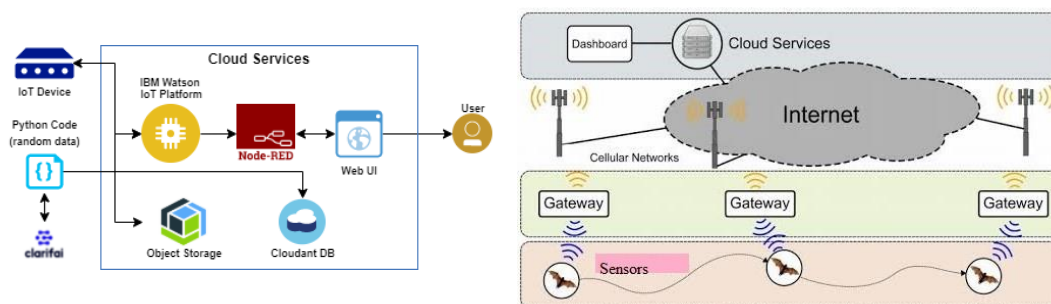 Cloud Services
IoT Device
IBM Watson
IoT Platform
Node-RED
Web UI
User
Python Code
(random data)
{}
clarifai
Object Storage
Cloudant DB
Dashboard
Cloud Services
Internet
Cellular Networks
Gateway
Gateway
Gateway
Sensors